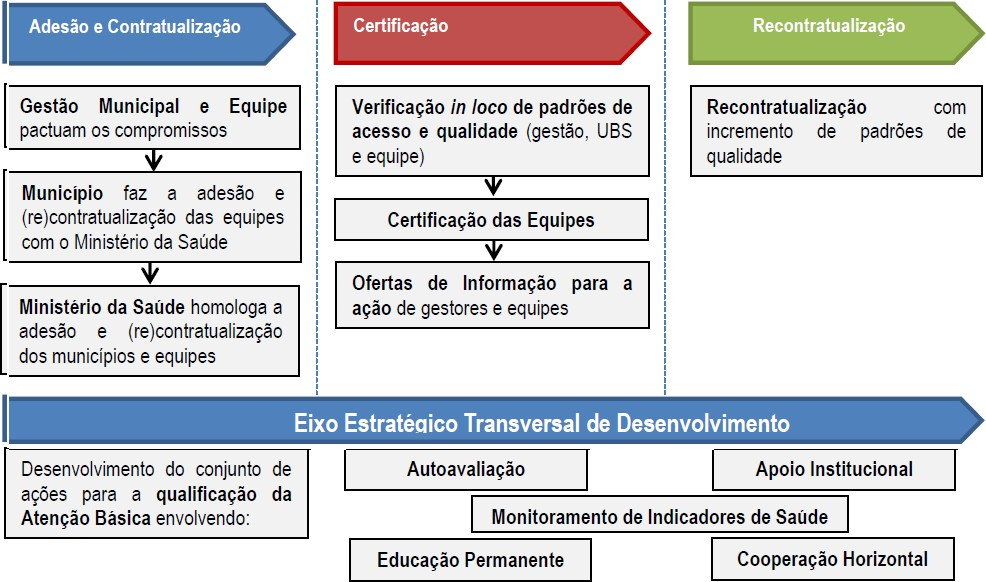 Adesão e Contratualização
Gestão Municipal e Equipe
pactuam os compromissos
Município faz a adesão e
(re)contratualização das equipes
com o Ministério da Saúde
Ministério da Saúde homologa a
adesão e (re)contratualização
dos municípios e equipes
Certificação
Verificação in loco de padrões de
acesso e qualidade (gestão, UBS
e equipe)
Certificação das Equipes
Ofertas de Informação para a
ação de gestores e equipes
Recontratualização
Recontratualização com
incremento de padrões de
qualidade
Eixo Estratégico Transversal de Desenvolvimento
Desenvolvimento do conjunto de
ações para a qualificação da
Atenção Básica envolvendo:
Autoavaliação
Apoio Institucional
Monitoramento de Indicadores de Saúde
Educação Permanente
Cooperação Horizontal